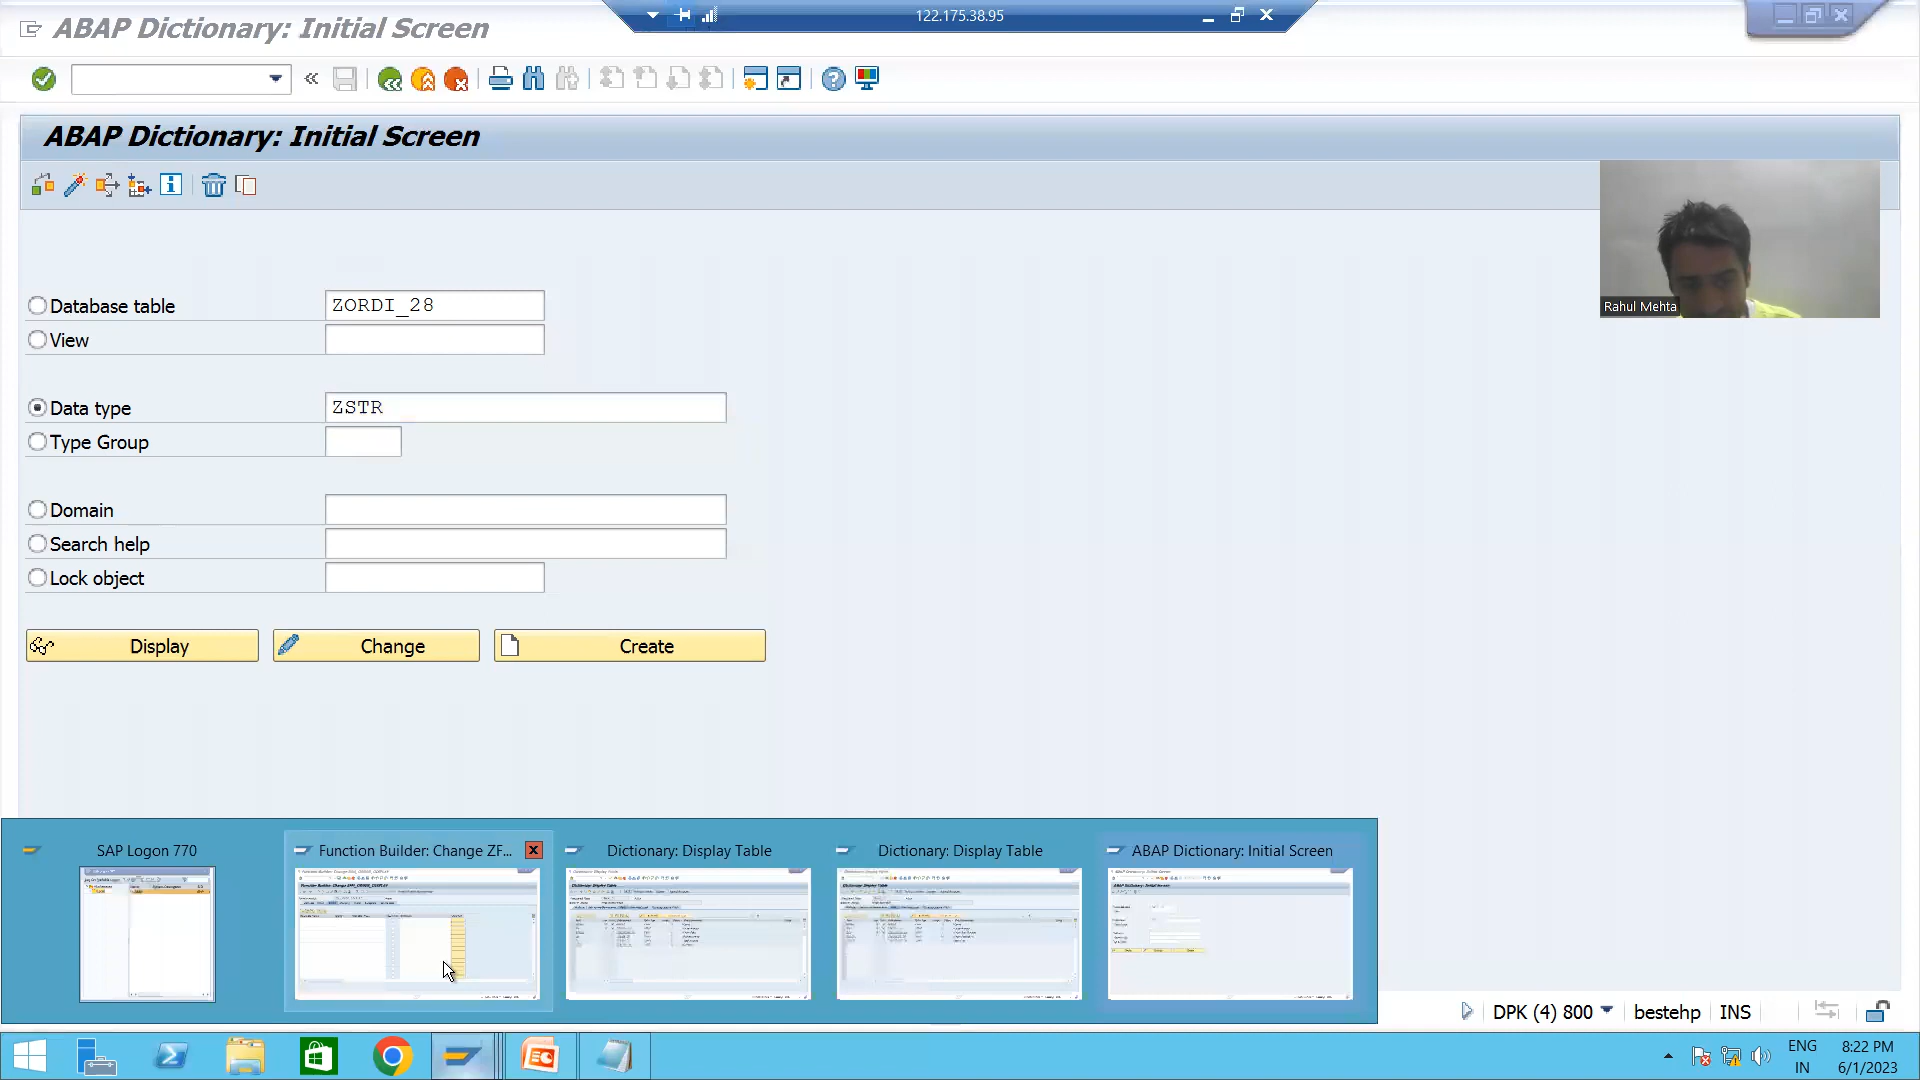 ABAP Dictionary: Initial Screen
122.175.38.95
ABAP Dictionary: Initial Screen
Rahul Mehta
Database table
ZORDI_28
View
Data type
ZSTR
Type Group
Domain
Search help
Lock object
Display
Change
Create
SAP Logon 770
Function Builder: Change ZF...
Dictionary: Display Table
Dictionary: Display Table
ABAP Dictionary: Initial Screen
DPK (4) 800
bestehp
INS
ENG
IN
8:22 PM
6/1/2023